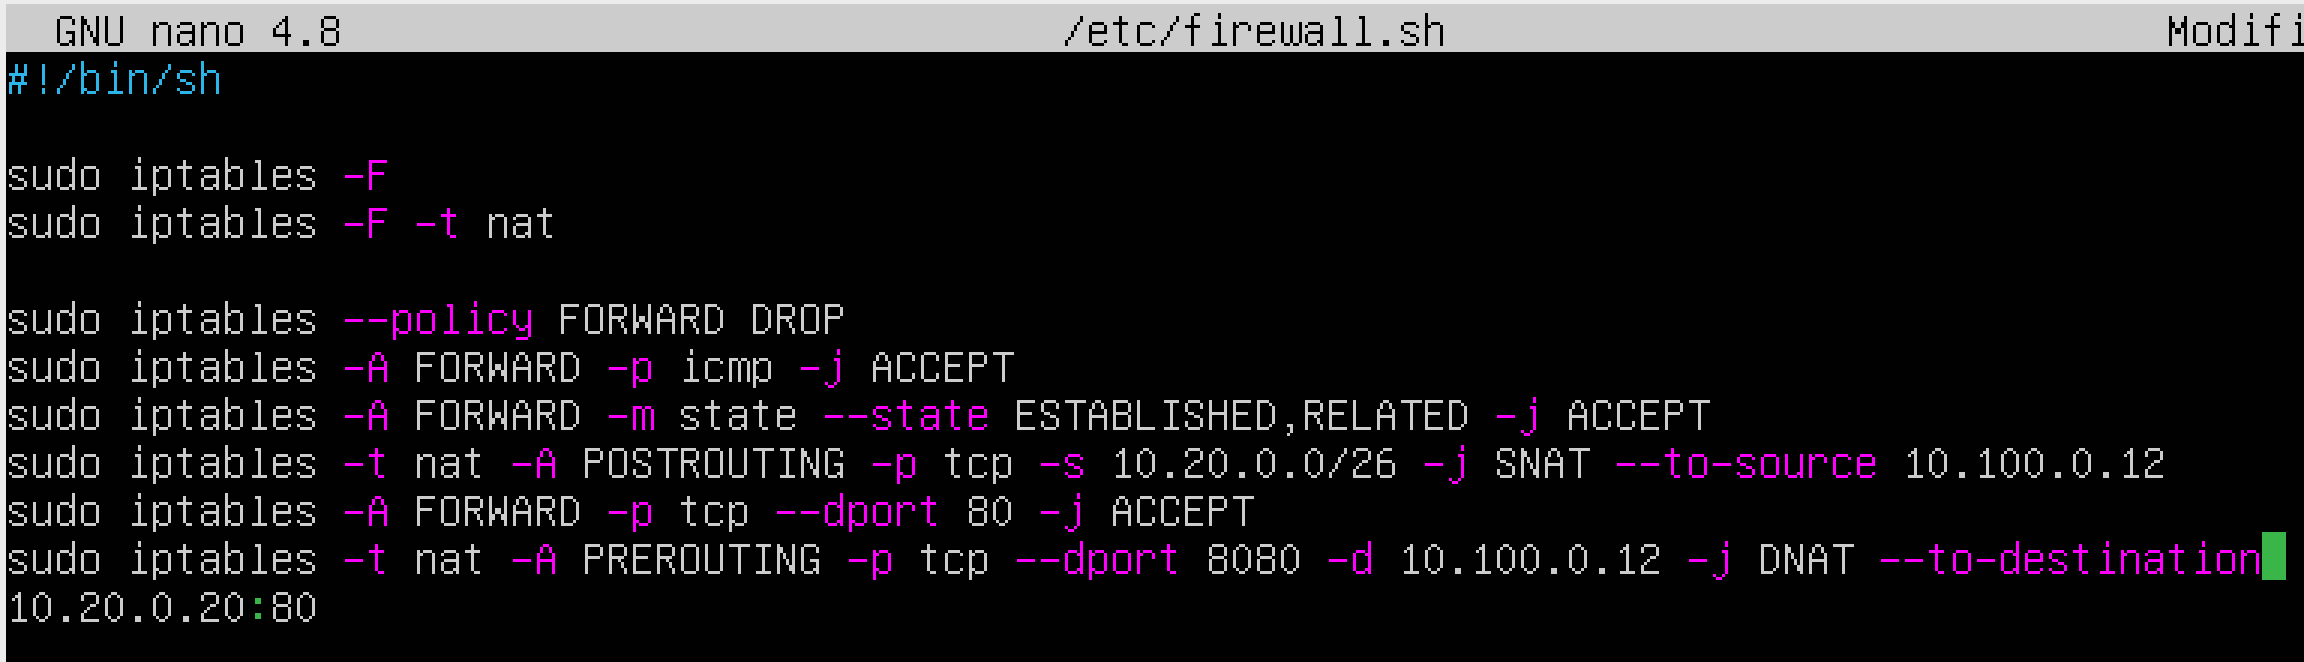 GNU nano 4.8 /etc/firewall.sh Modifi
#!/bin/sh
sudo iptables -F
sudo iptables -F -t nat
sudo iptables --policy FORWARD DROP
sudo iptables -A FORWARD -p icmp -j ACCEPT
sudo iptables -A FORWARD -m state --state ESTABLISHED,RELATED -j ACCEPT
sudo iptables -t nat -A POSTROUTING -p tcp -s 10.20.0.0/26 -j SNAT --to-source 10.100.0.12
sudo iptables -A FORWARD -p tcp --dport 80 -j ACCEPT
sudo iptables -t nat -A PREROUTING -p tcp --dport 8080 -d 10.100.0.12 -j DNAT --to-destination
10.20.0.20:80